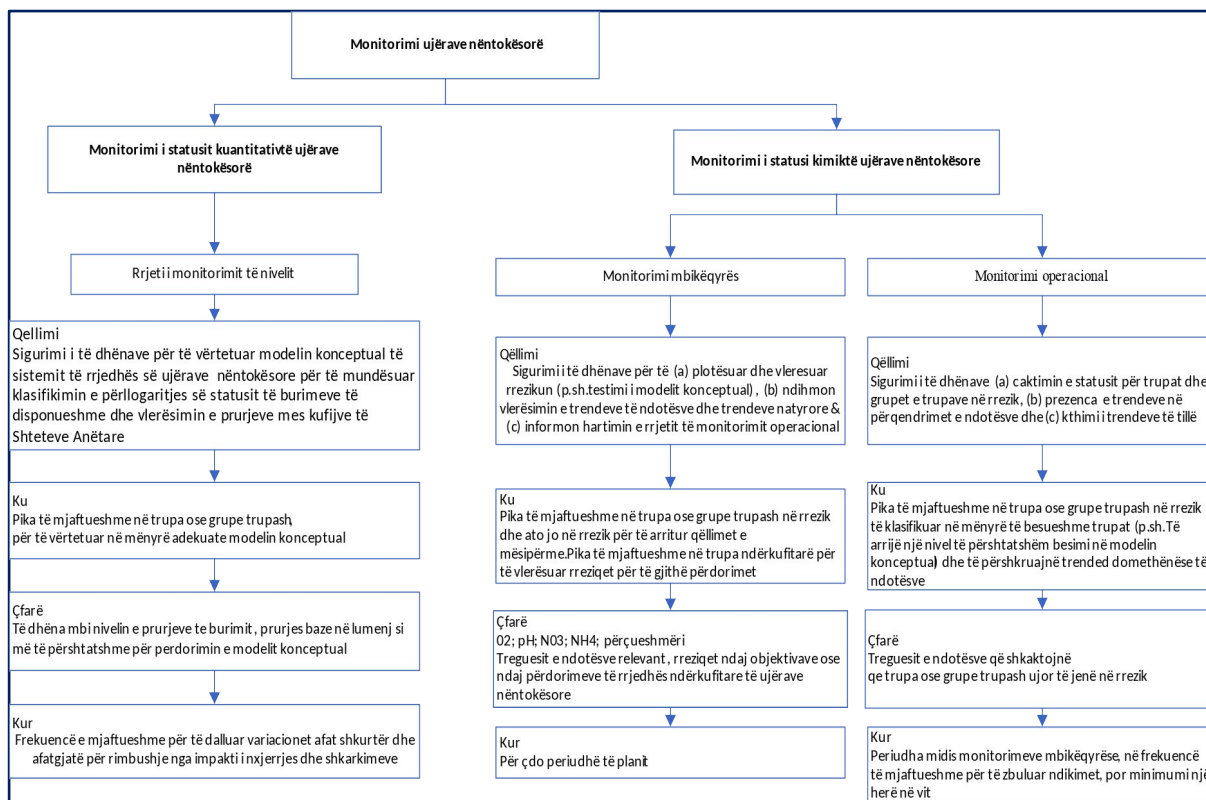 Monitorimi ujërave nëntokësorë
Monitorimi i statusit kuantitativtë ujërave
nëntokësorë
Monitorimi i statusi kimiktë ujërave nëntokësore
Rrjeti i monitorimit të nivelit
Monitorimi mbikëqyrës
Monitorimi operacional
Qellimi
Sigurimi i të dhënave për të vërtetuar modelin konceptual të
sistemit të rrjedhës së ujërave nëntokësore për të mundësuar
klasifikimin e përllogaritjes së statusit të burimeve të
disponueshme dhe vlerësimin e prurjeve mes kufijve të
Shteteve Anëtare
Ku
Pika të mjaftueshme në trupa ose grupe trupash,
për të vërtetuar në mënyrë adekuate modelin konceptual
Çfarë
Të dhëna mbi nivelin e prurjeve te burimit, prurjes baze në lumenj si
më të përshtatshme për perdorimin e modelit konceptual
Kur
Frekuencë e mjaftueshme për të dalluar variacionet afat shkurtër dhe
afatgjatë për rimbushje nga impakti i nxjerrjes dhe shkarkimeve
Qëllimi
Sigurimi i të dhënave për të (a) plotësuar dhe vleresuar
rrezikun (p.sh.testimi i modelit konceptual), (b) ndihmon
vlerësimin e trendeve të ndotësve dhe trendeve natyrore &
(c) informon hartimin e rrjetit të monitorimit operacional
Ku
Pika të mjaftueshme në trupa ose grupe trupash në rrezik
dhe ato jo në rrezik për të arritur qëllimet e
mësipërme.Pika të mjaftueshme në trupa ndërkufitarë për
të vlerësuar rreziqet për të gjithë përdorimet
Çfarë
02; pH; N03; NH4; përçueshmëri
Treguesit e ndotësve relevant, rreziqet ndaj objektivave ose
ndaj përdorimeve të rrjedhës ndërkufitare të ujërave
nëntokësore
Kur
Për çdo periudhë të planit
Qëllimi
Sigurimi i të dhënave (a) caktimin e statusit për trupat dhe
grupet e trupave në rrezik, (b) prezenca e trendeve në
përqendrimet e ndotësve dhe (c) kthimi i trendeve të tillë
Ku
Pika të mjaftueshme në trupa ose grupe trupash në rrezik
të klasifikuar në mënyrë të besueshme trupat (p.sh.Të
arrijë një nivel të përshtatshëm besimi në modelin
konceptual) dhe të përshkruajnë trended domethënëse të
ndotësve
Çfarë
Treguesit e ndotësve që shkaktojnë
qe trupa ose grupe trupash ujor të jenë në rrezik
Kur
Periudha midis monitorimeve mbikëqyrëse, në frekuencë
të mjaftueshme për të zbuluar ndikimet, por minimumi një
herë në vit